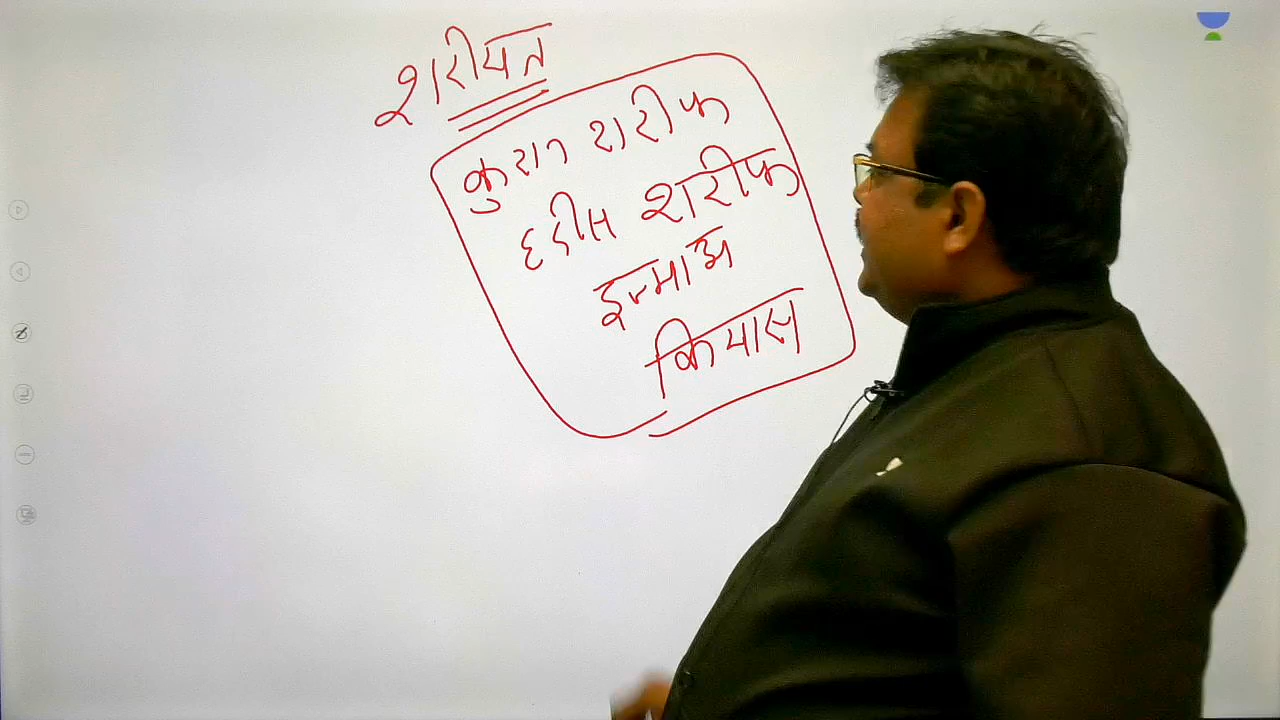 शरीयत
कुरान शरीफ
हदीस शरीफ
इज्माअ
कियास